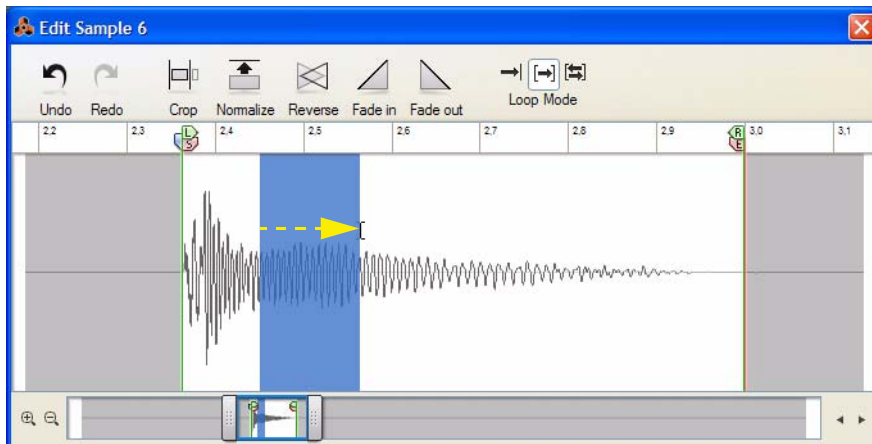 Edit Sample 6
Undo Redo Crop Normalize Reverse Fade in Fade out Loop Mode
2,2 2,3 2,4 2,5 2,6 2,7 2,8 2,9 3,0 3,1
L R
S E